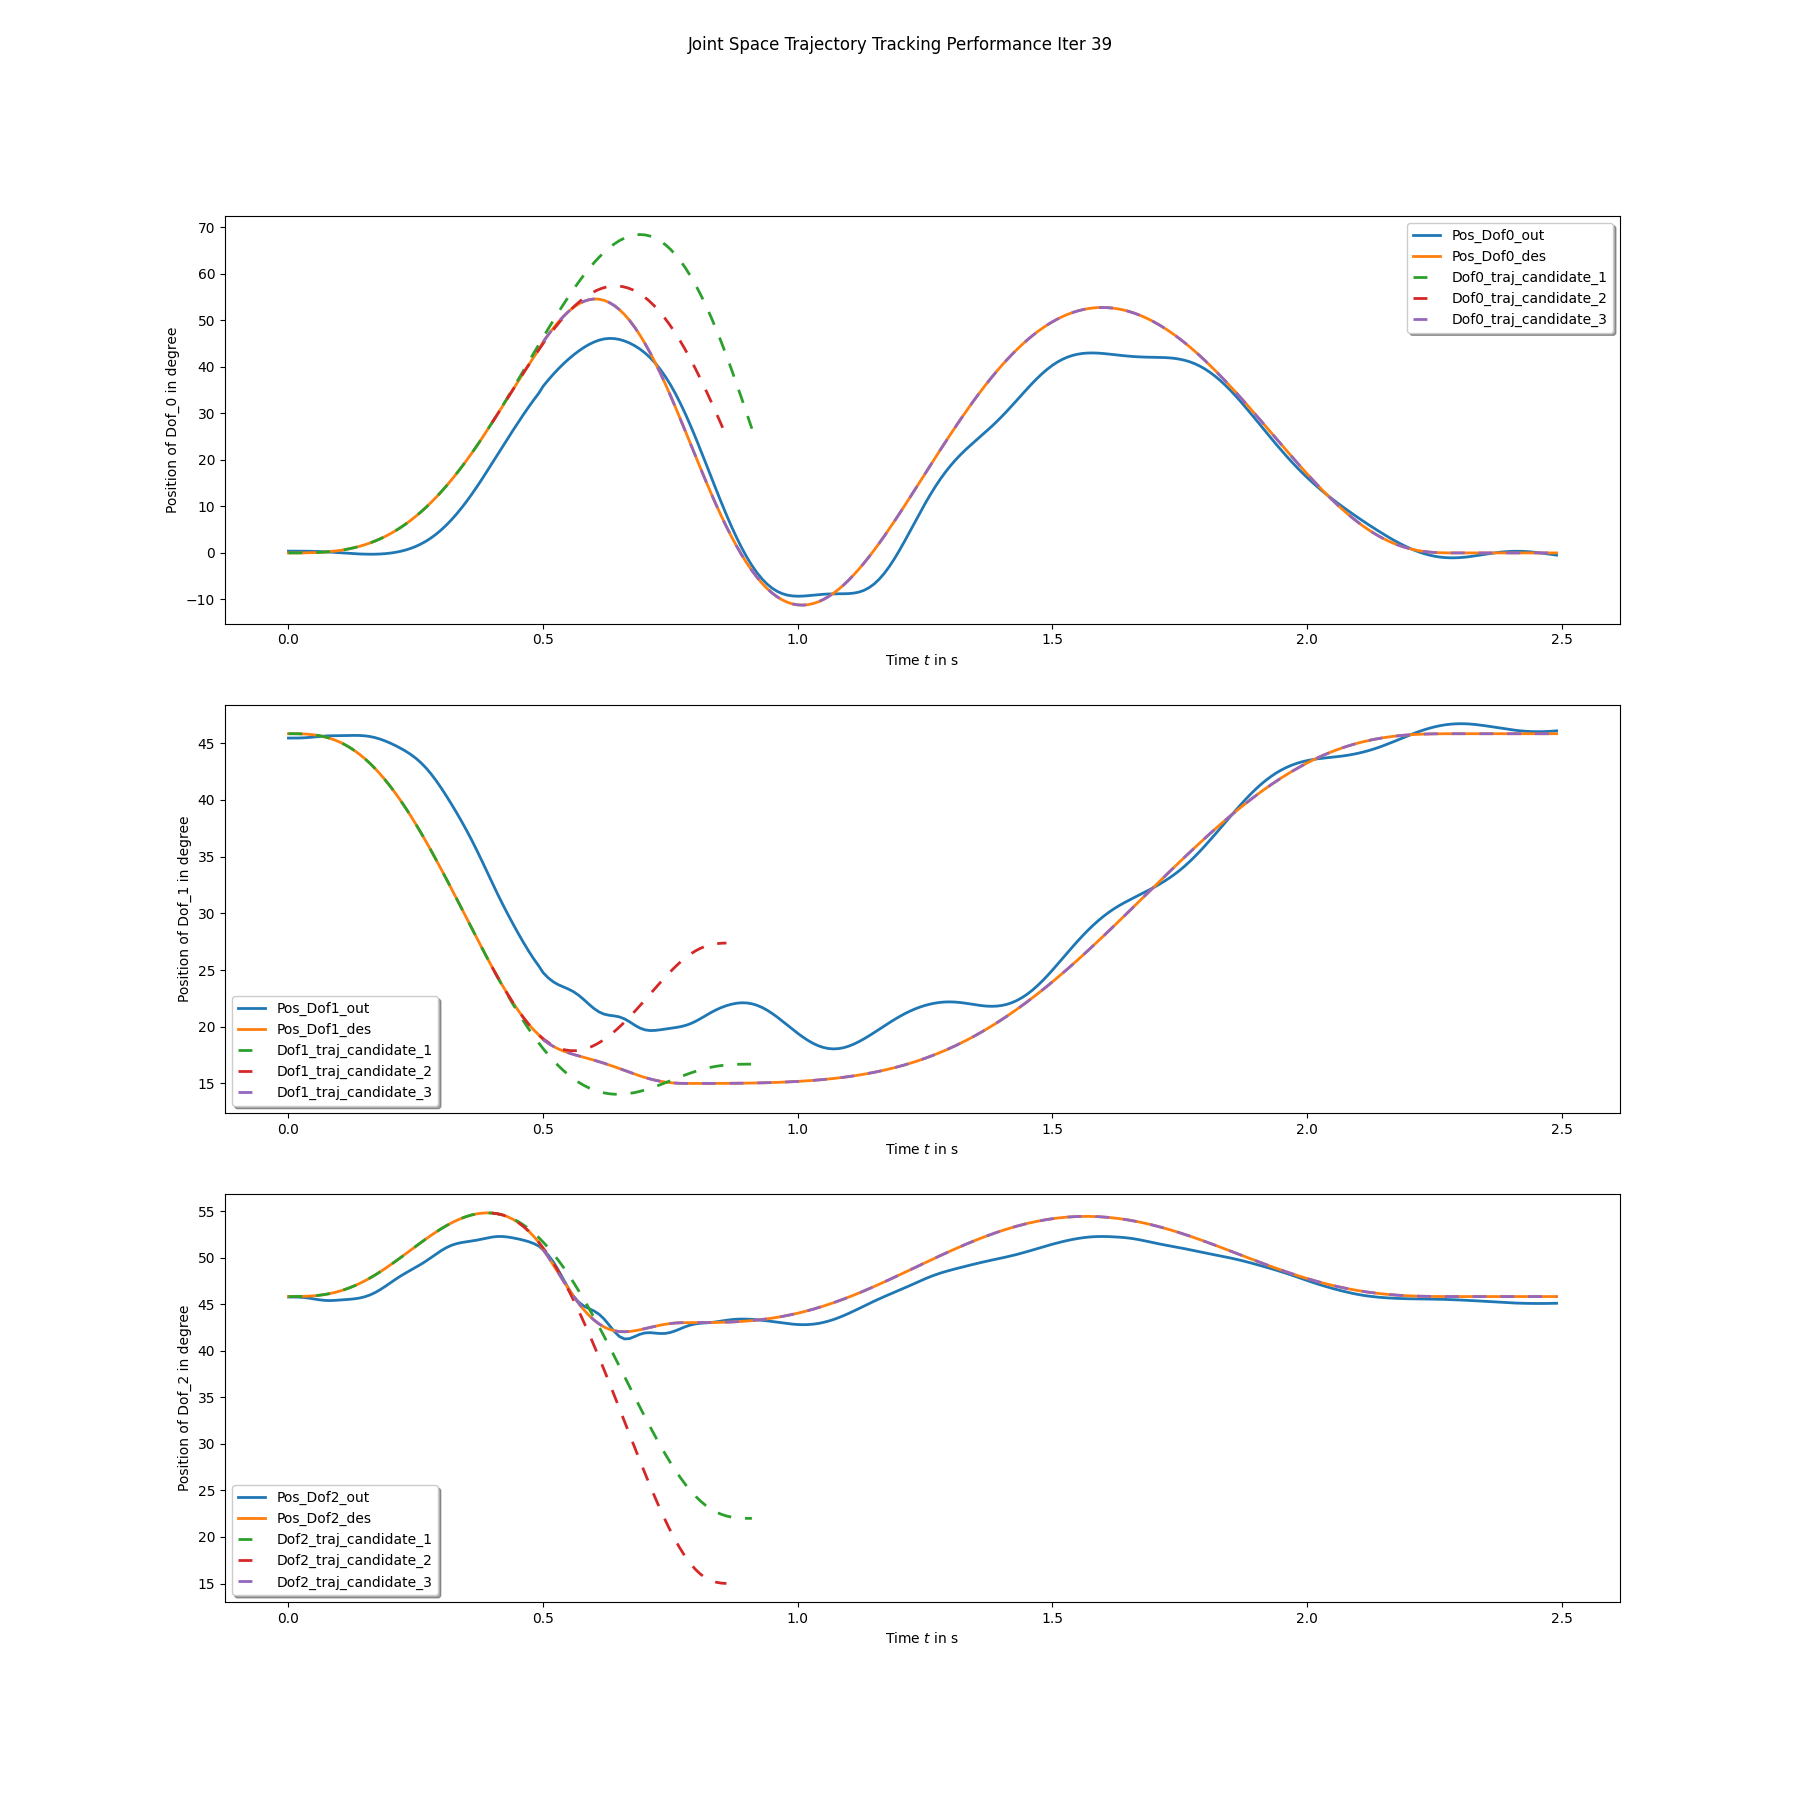 Joint Space Trajectory Tracking Performance Iter 39
70
60
50
40
30
20
10
0
−10
Position of Dof_0 in degree
Pos_Dof0_out
Pos_Dof0_des
Dof0_traj_candidate_1
Dof0_traj_candidate_2
Dof0_traj_candidate_3
0.0 0.5 1.0 1.5 2.0 2.5
Time t in s
45
40
35
30
25
20
15
Position of Dof_1 in degree
Pos_Dof1_out
Pos_Dof1_des
Dof1_traj_candidate_1
Dof1_traj_candidate_2
Dof1_traj_candidate_3
0.0 0.5 1.0 1.5 2.0 2.5
Time t in s
55
50
45
40
35
30
25
20
15
Position of Dof_2 in degree
Pos_Dof2_out
Pos_Dof2_des
Dof2_traj_candidate_1
Dof2_traj_candidate_2
Dof2_traj_candidate_3
0.0 0.5 1.0 1.5 2.0 2.5
Time t in s